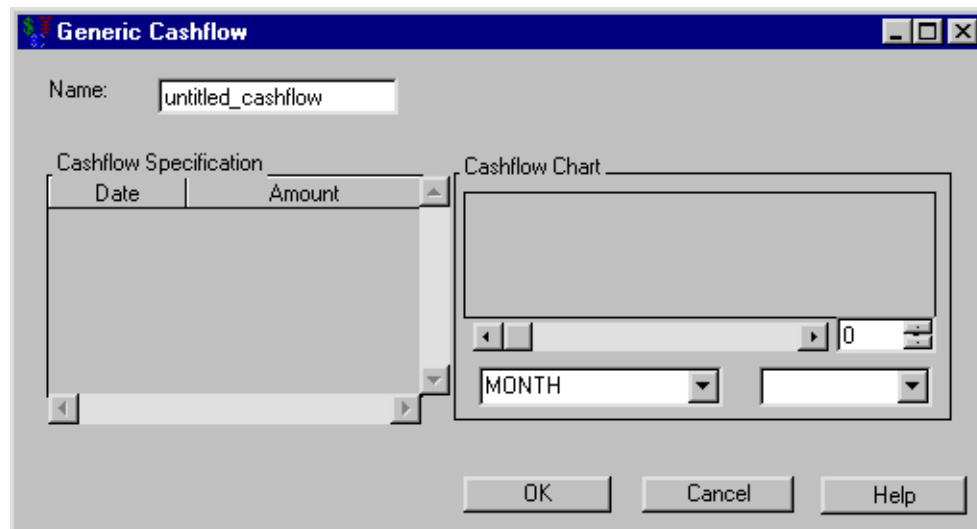 Generic Cashflow
Name: untitled_cashflow
Cashflow Specification
Date Amount
Cashflow Chart
0
MONTH
OK Cancel Help